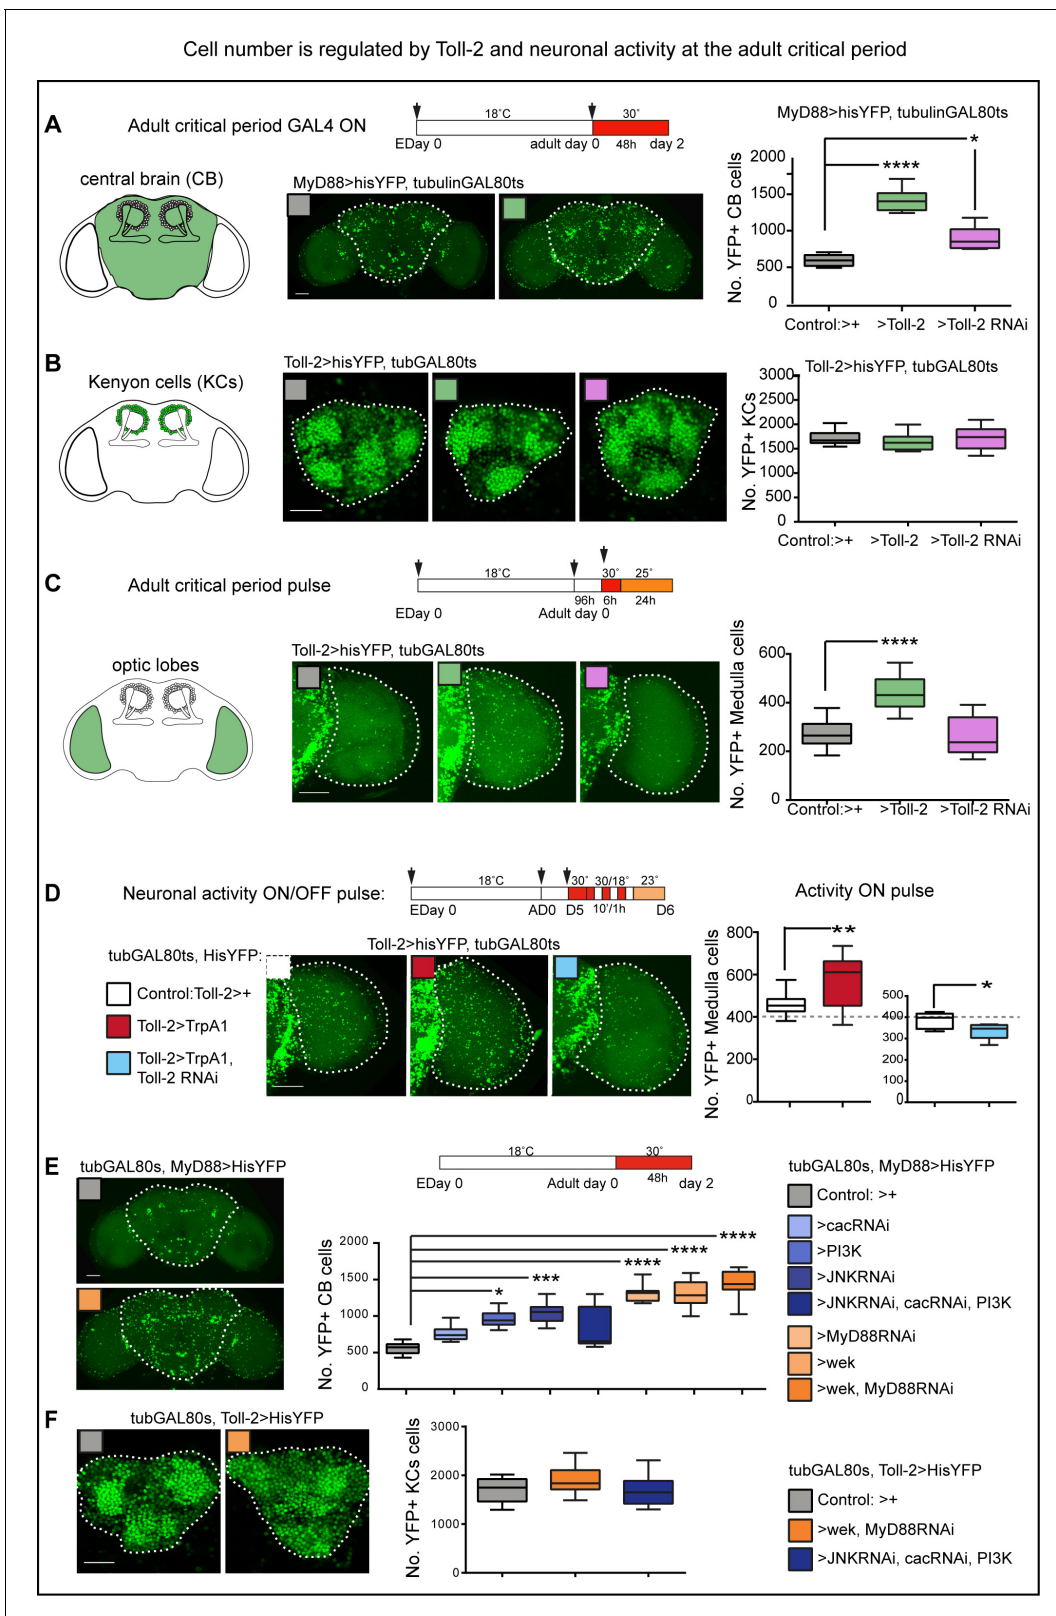 Cell number is regulated by Toll-2 and neuronal activity at the adult critical period
A
Adult critical period GAL4 ON
18˚C
30˚
EDay 0
adult day 0
48h
day 2
central brain (CB)
MyD88>hisYFP, tubulinGAL80ts
MyD88>hisYFP, tubulinGAL80ts
*
****
No. YFP+ CB cells
2000
1500
1000
500
0
Control:>+
>Toll-2
>Toll-2 RNAi
B
Kenyon cells (KCs)
Toll-2>hisYFP, tubGAL80ts
Toll-2>hisYFP, tubGAL80ts
No. YFP+ KCs
3000
2500
2000
1500
1000
500
0
Control:>+
>Toll-2
>Toll-2 RNAi
C
Adult critical period pulse
18˚C
30˚
25˚
96h
6h
24h
EDay 0
Adult day 0
optic lobes
Toll-2>hisYFP, tubGAL80ts
****
No. YFP+ Medulla cells
600
400
200
0
Control:>+
>Toll-2
>Toll-2 RNAi
D
Neuronal activity ON/OFF pulse:
18˚C
30˚
30/18˚
23˚
EDay 0
AD0
D5
10'/1h
D6
Activity ON pulse
tubGAL80ts, HisYFP:
Control:Toll-2>+
Toll-2>TrpA1
Toll-2>TrpA1,
Toll-2 RNAi
Toll-2>hisYFP, tubGAL80ts
No. YFP+ Medulla cells
800
600
400
200
0
**
500
400
300
200
100
0
*
E
tubGAL80s, MyD88>HisYFP
18˚C
30˚
EDay 0
Adult day 0
48h
day 2
No. YFP+ CB cells
2000
1500
1000
500
0
*
***
****
****
****
tubGAL80s, MyD88>HisYFP
Control: >+
>cacRNAi
>PI3K
>JNKRNAi
>JNKRNAi, cacRNAi, PI3K
>MyD88RNAi
>wek
>wek, MyD88RNAi
F
tubGAL80s, Toll-2>HisYFP
No. YFP+ KCs cells
3000
2000
1000
0
tubGAL80s, Toll-2>HisYFP
Control: >+
>wek, MyD88RNAi
>JNKRNAi, cacRNAi, PI3K